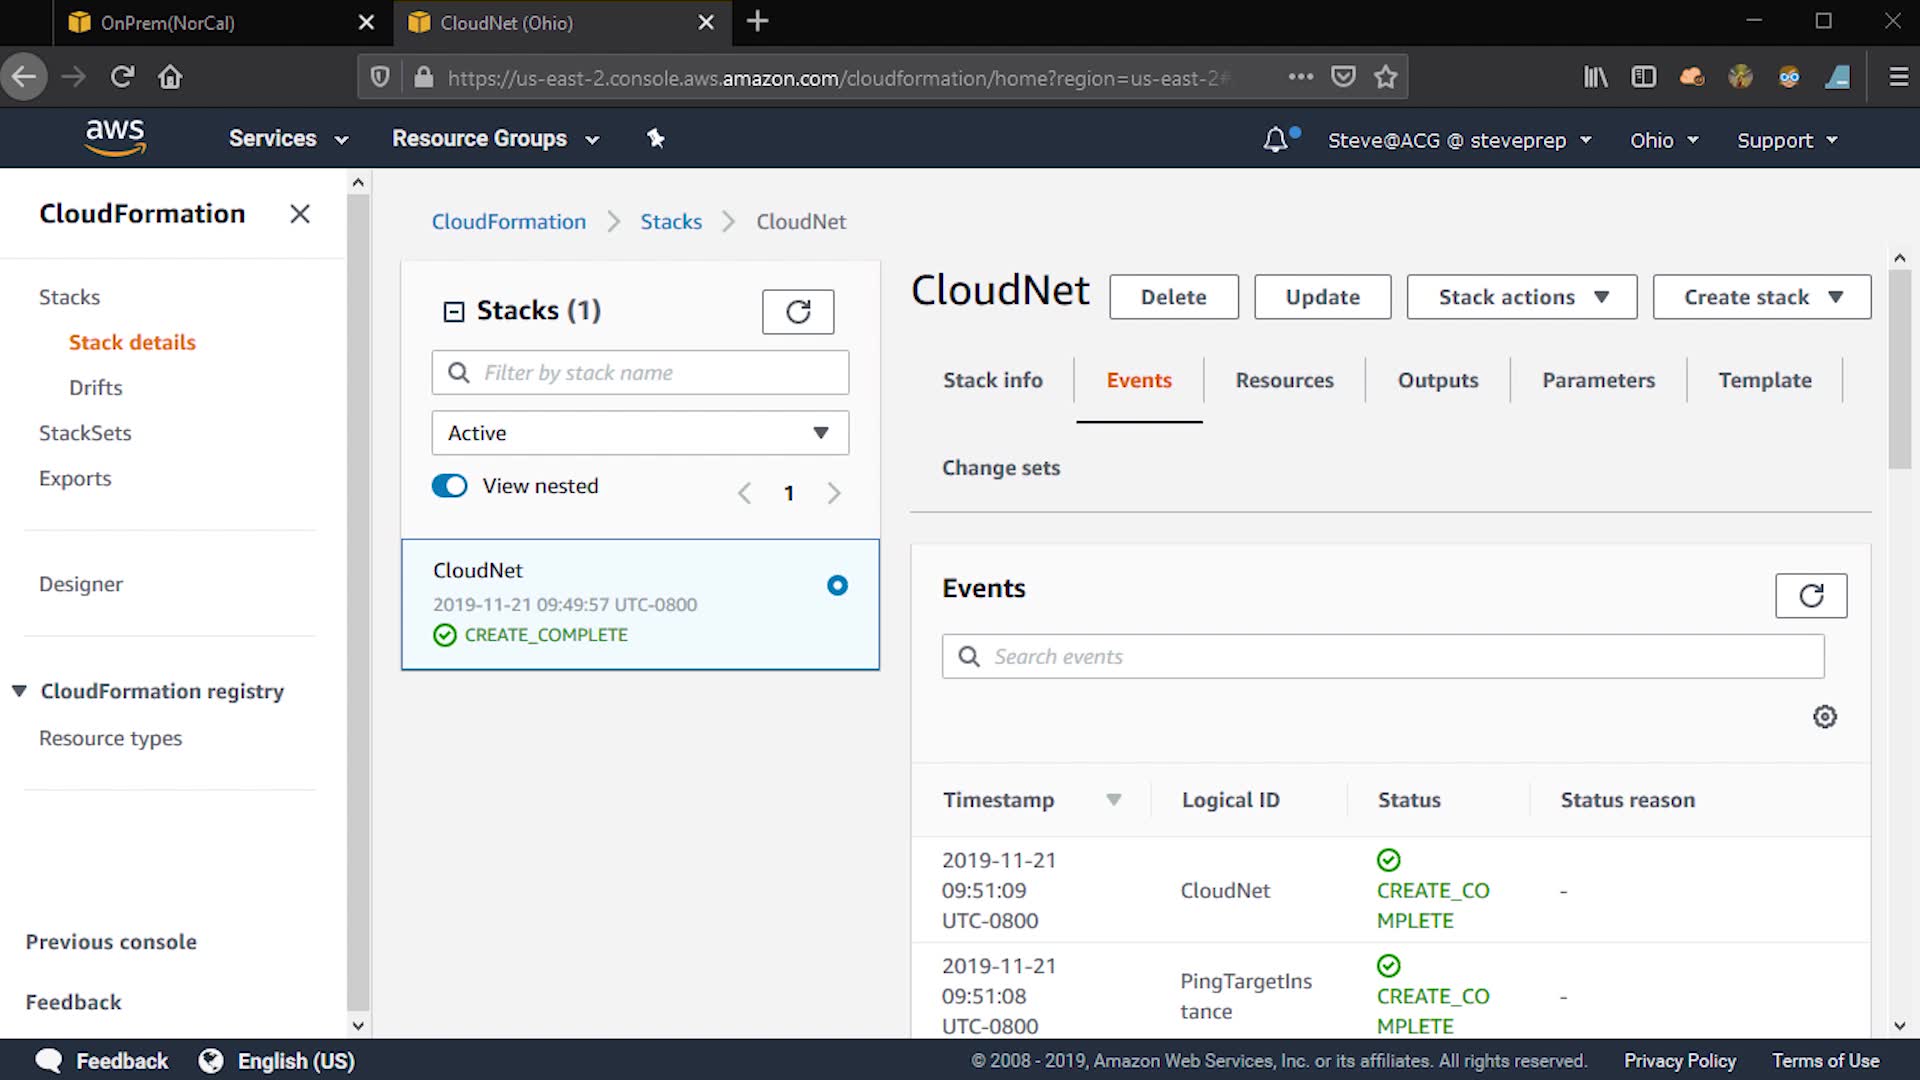 OnPrem(NorCal)
CloudNet (Ohio)
https://us-east-2.console.aws.amazon.com/cloudformation/home?region=us-east-2#
aws
Services
Resource Groups
Steve@ACG @ steveprep
Ohio
Support
CloudFormation
Stacks
Stack details
Drifts
StackSets
Exports
Designer
CloudFormation registry
Resource types
Previous console
Feedback
CloudFormation
Stacks
CloudNet
Stacks (1)
Filter by stack name
Active
View nested
1
CloudNet
2019-11-21 09:49:57 UTC-0800
CREATE_COMPLETE
CloudNet
Delete
Update
Stack actions
Create stack
Stack info
Events
Resources
Outputs
Parameters
Template
Change sets
Events
Search events
Timestamp
Logical ID
Status
Status reason
2019-11-21
09:51:09
UTC-0800
CloudNet
CREATE_CO
MPLETE
-
2019-11-21
09:51:08
UTC-0800
PingTargetIns
tance
CREATE_CO
MPLETE
-
Feedback
English (US)
© 2008 - 2019, Amazon Web Services, Inc. or its affiliates. All rights reserved.
Privacy Policy
Terms of Use